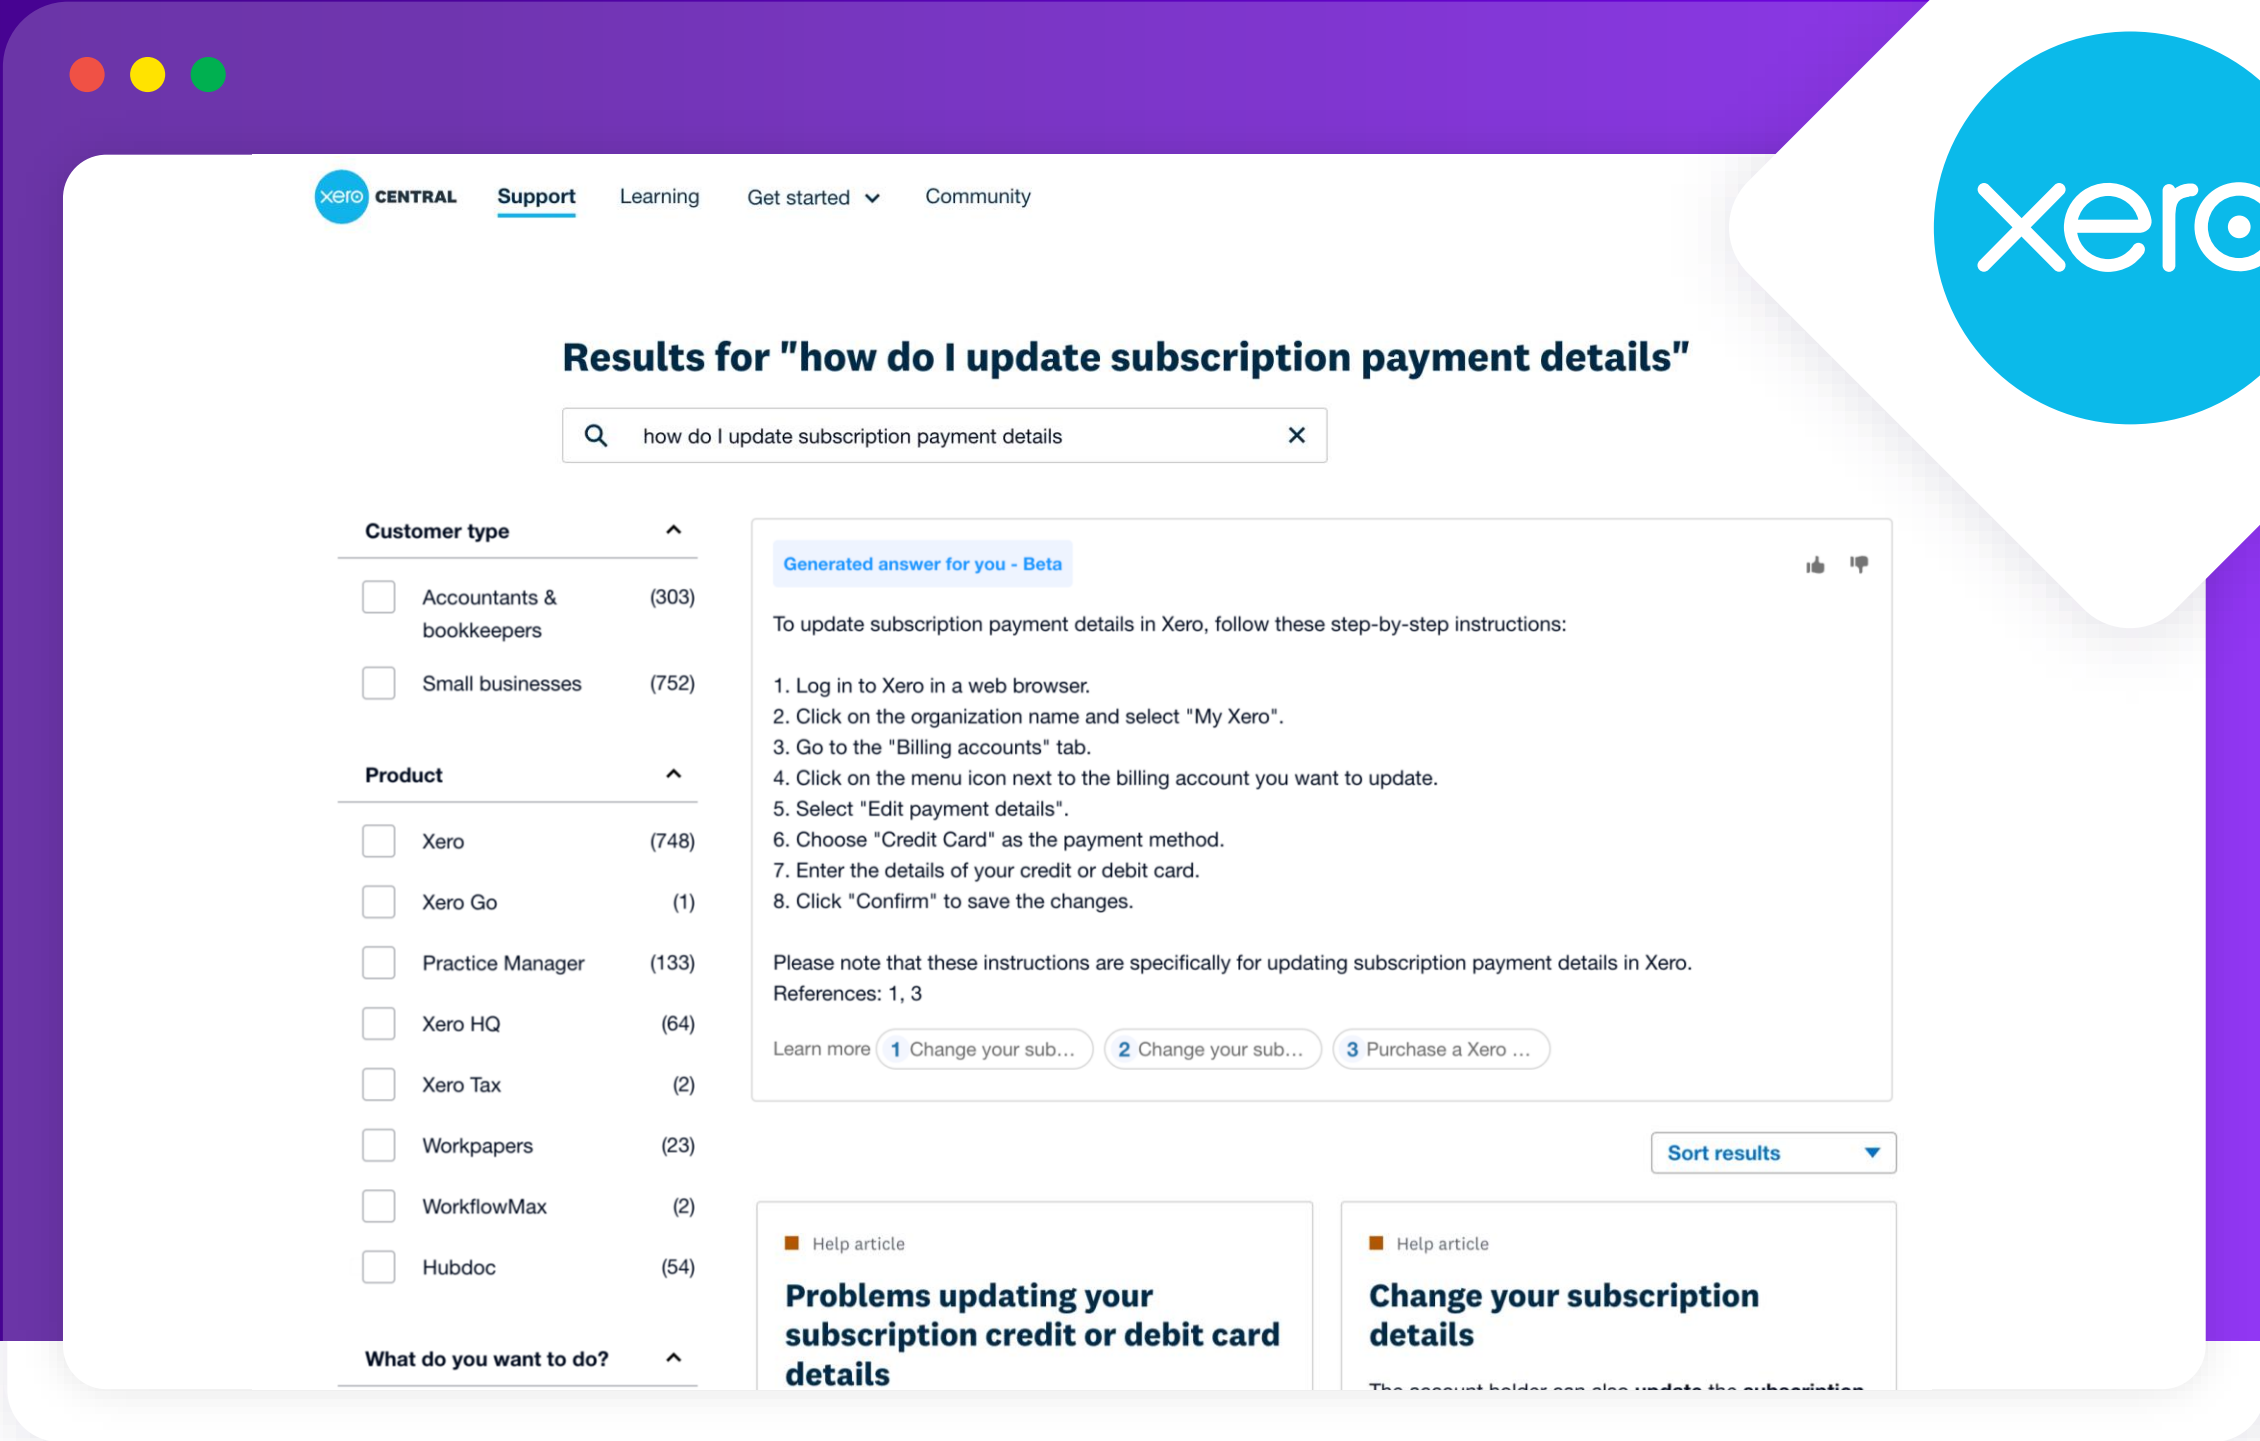 xero CENTRAL Support Learning Get started Community
xero
Results for "how do I update subscription payment details"
how do I update subscription payment details
Customer type
Accountants & bookkeepers (303)
Small businesses (752)
Product
Xero (748)
Xero Go (1)
Practice Manager (133)
Xero HQ (64)
Xero Tax (2)
Workpapers (23)
WorkflowMax (2)
Hubdoc (54)
What do you want to do?
Generated answer for you - Beta
To update subscription payment details in Xero, follow these step-by-step instructions:
1. Log in to Xero in a web browser.
2. Click on the organization name and select "My Xero".
3. Go to the "Billing accounts" tab.
4. Click on the menu icon next to the billing account you want to update.
5. Select "Edit payment details".
6. Choose "Credit Card" as the payment method.
7. Enter the details of your credit or debit card.
8. Click "Confirm" to save the changes.
Please note that these instructions are specifically for updating subscription payment details in Xero.
References: 1, 3
Learn more 1 Change your sub... 2 Change your sub... 3 Purchase a Xero ...
Sort results
Help article
Problems updating your
subscription credit or debit card
details
Help article
Change your subscription
details
The account holder can also update the subscription